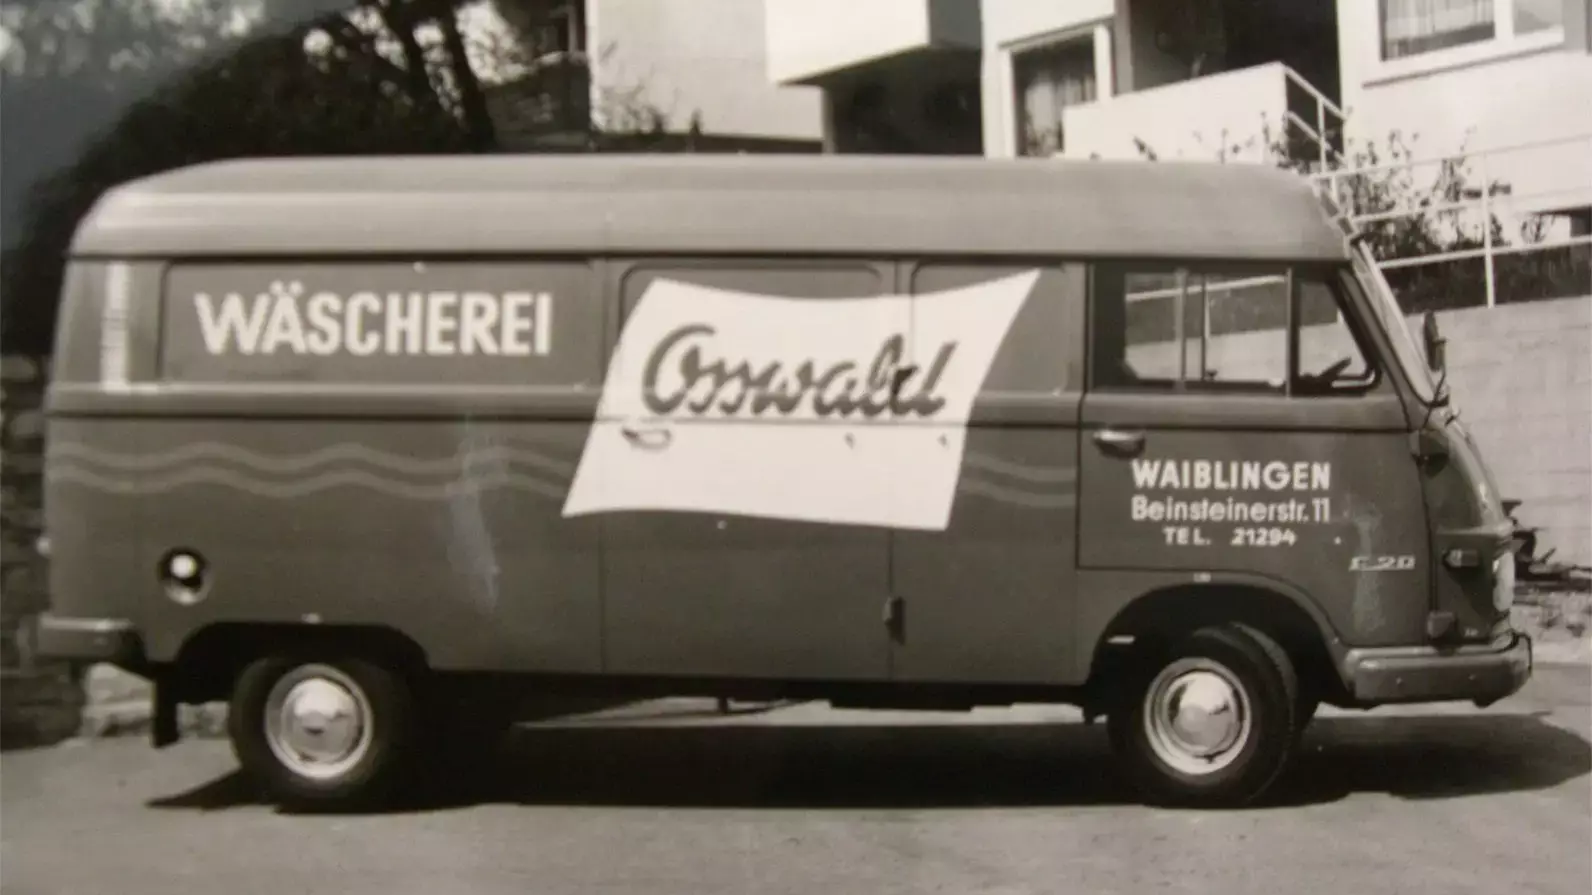 WÄSCHEREI
Osswald
WAIBLINGEN
Beinsteinerstr. 11
TEL. 21294